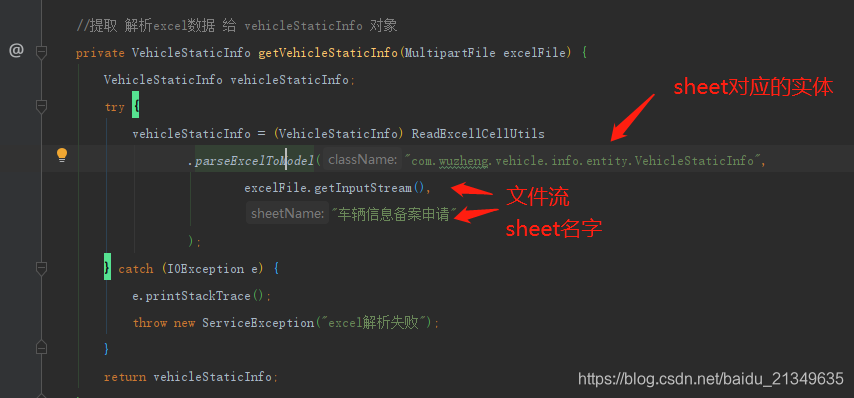 //提取 解析excel数据 给 vehicleStaticInfo 对象
@
private VehicleStaticInfo getVehicleStaticInfo(MultipartFile excelFile) {
VehicleStaticInfo vehicleStaticInfo;
sheet对应的实体
try {
vehicleStaticInfo = (VehicleStaticInfo) ReadExcellCellUtils
.parseExcelToModel( className: "com.wuzheng.vehicle.info.entity.VehicleStaticInfo",
excelFile.getInputStream(),
文件流
sheetName: "车辆信息备案申请"
sheet名字
);
} catch (IOException e) {
e.printStackTrace();
throw new ServiceException("excel解析失败");
}
return vehicleStaticInfo;
https://blog.csdn.net/baidu_21349635